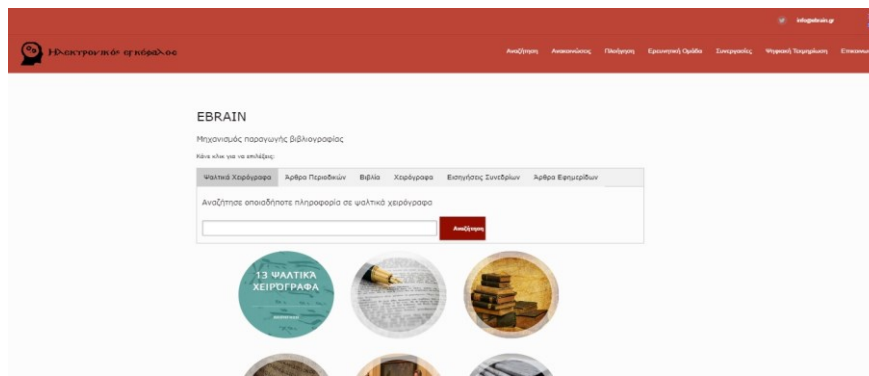 info@ebrain.gr
Ηλεκτρονικός εγκέφαλος
Αναζήτηση Ανακοινώσεις Πλοήγηση Ερευνητική Ομάδα Συνεργασίες Ψηφιακή Τεκμηρίωση
EBRAIN
Μηχανισμός παραγωγής βιβλιογραφίας
Κάνε κλικ για να επιλέξεις:
Ψαλτικά Χειρόγραφα Άρθρα Περιοδικών Βιβλία Χειρόγραφα Εισηγήσεις Συνεδρίων Άρθρα Εφημερίδων
Αναζήτησε οποιαδήποτε πληροφορία σε ψαλτικά χειρόγραφα
Αναζήτηση
13 ΨΑΛΤΙΚΆ
ΧΕΙΡΌΓΡΑΦΑ